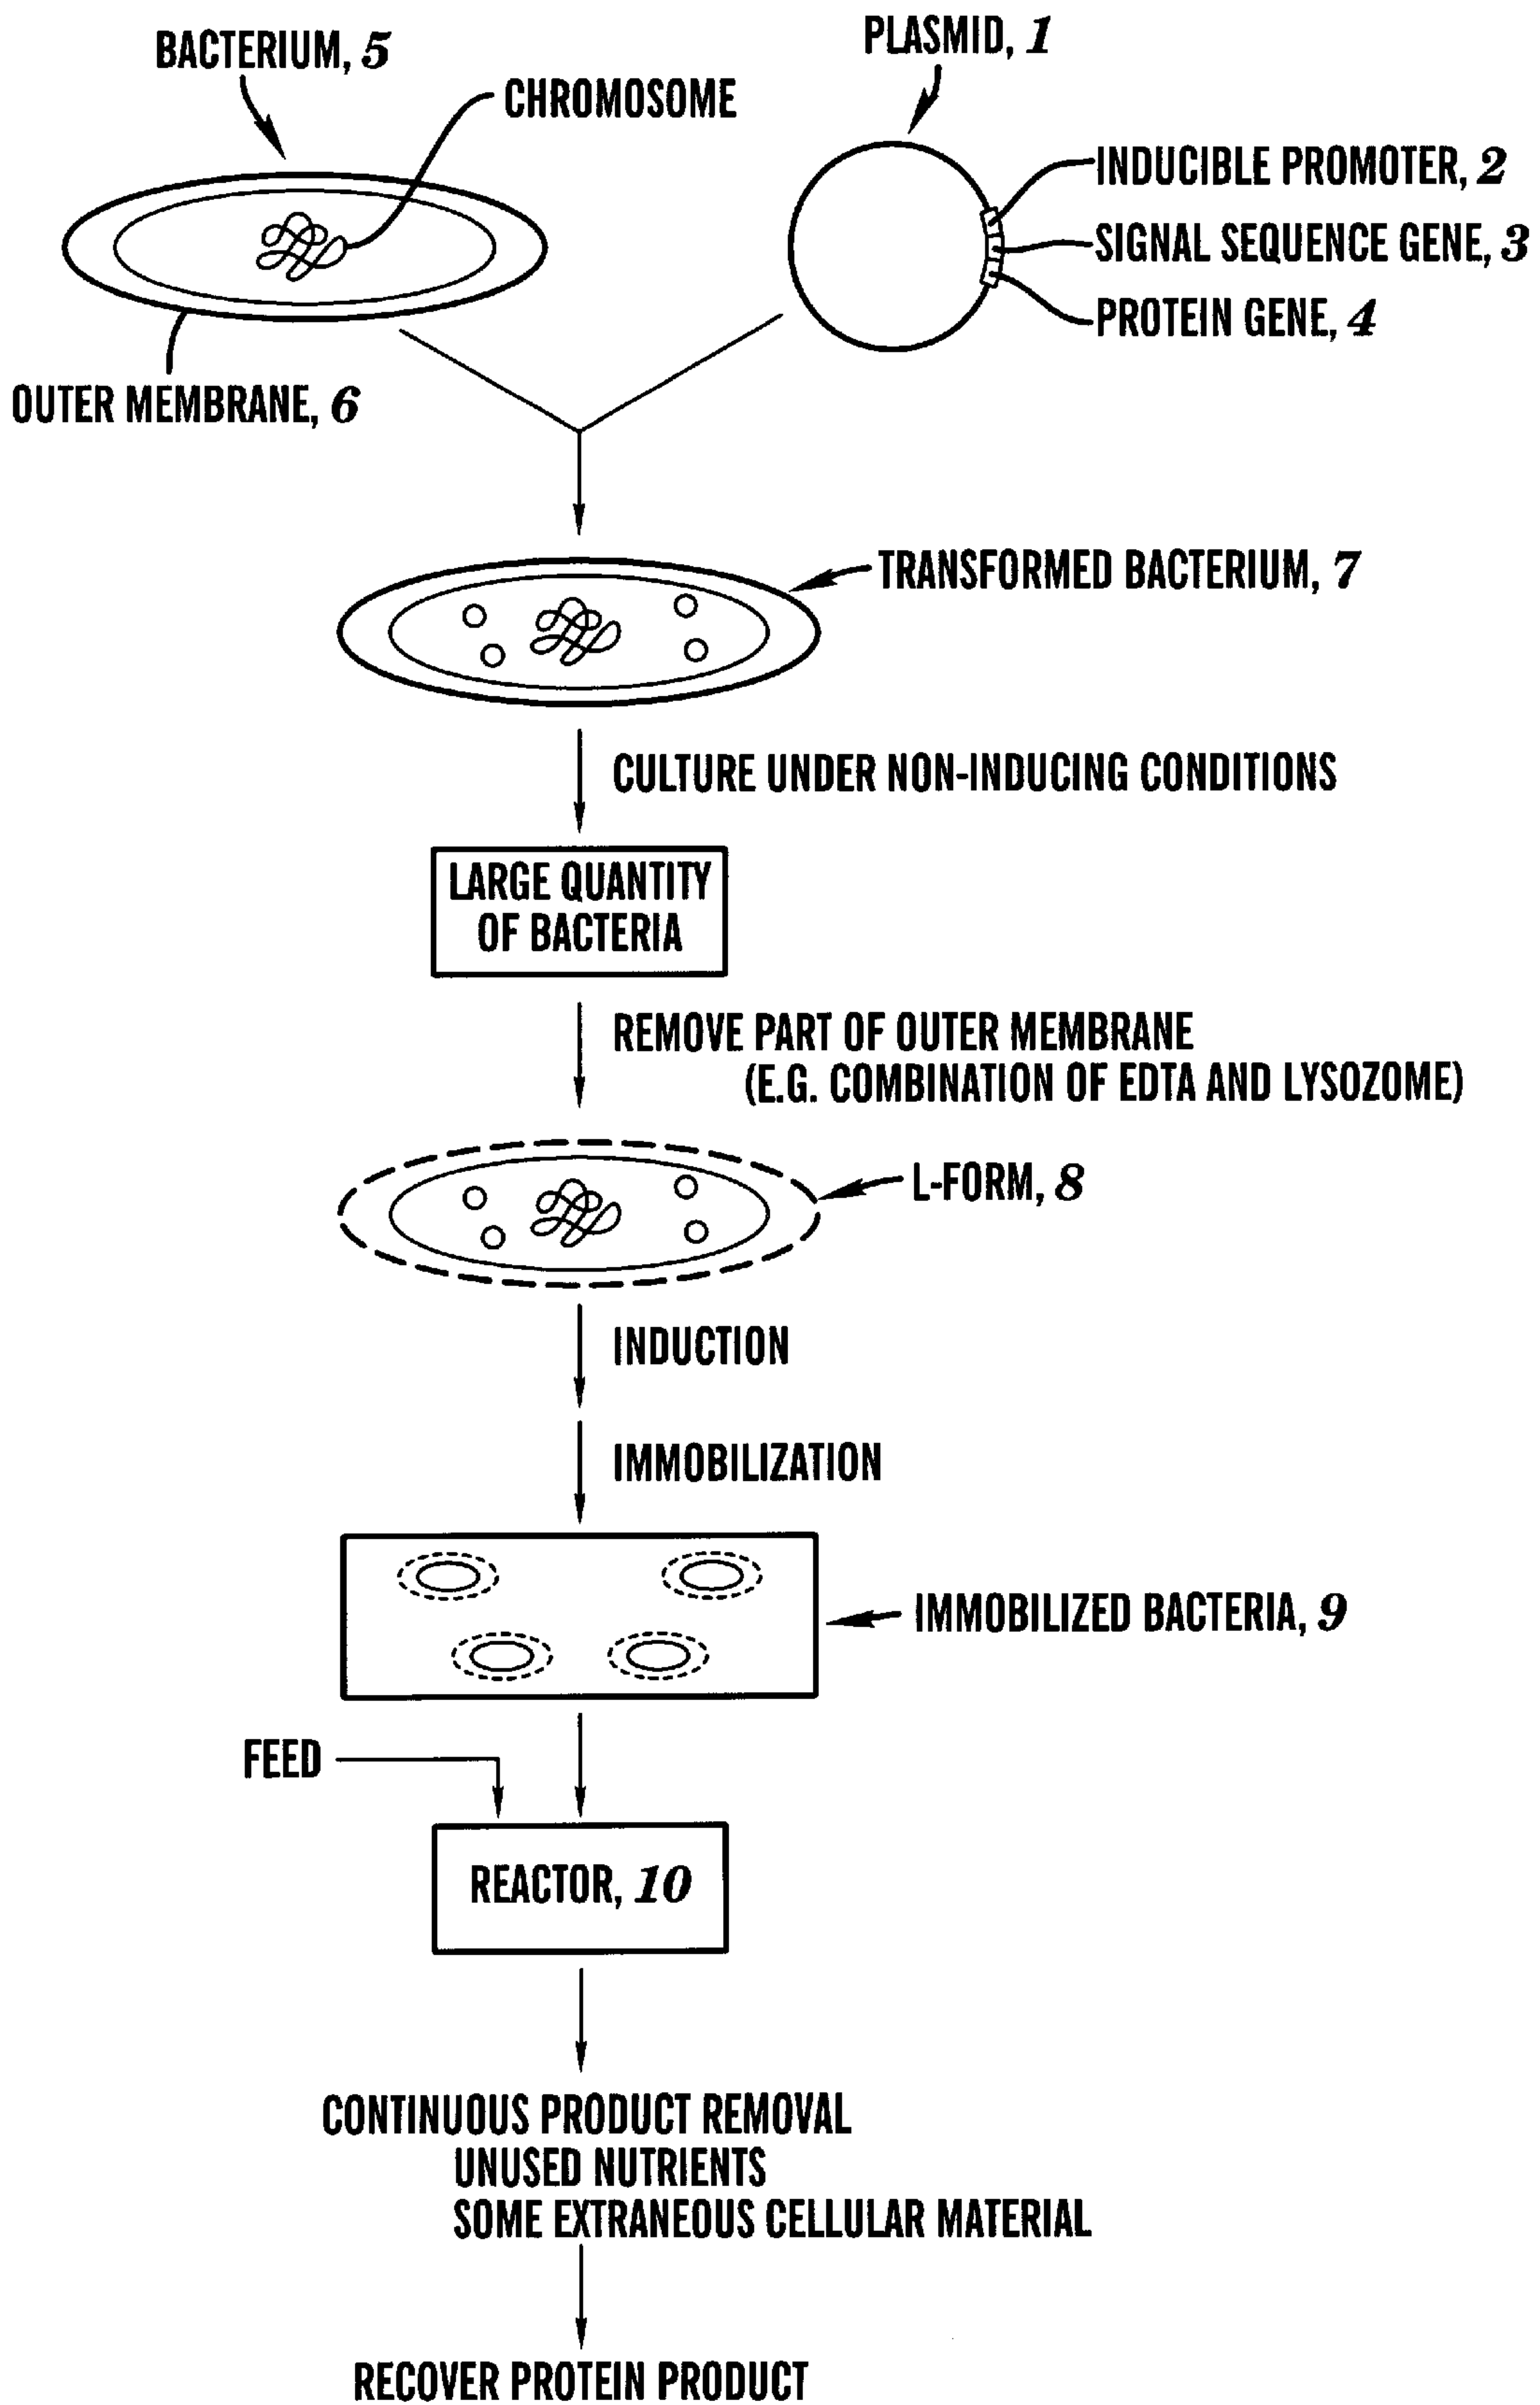 BACTERIUM, 5
PLASMID, 1
CHROMOSOME
INDUCIBLE PROMOTER, 2
SIGNAL SEQUENCE GENE, 3
PROTEIN GENE, 4
OUTER MEMBRANE, 6
TRANSFORMED BACTERIUM, 7
CULTURE UNDER NON-INDUCING CONDITIONS
LARGE QUANTITY
OF BACTERIA
REMOVE PART OF OUTER MEMBRANE
(E.G. COMBINATION OF EDTA AND LYSOZOME)
L-FORM, 8
INDUCTION
IMMOBILIZATION
IMMOBILIZED BACTERIA, 9
FEED
REACTOR, 10
CONTINUOUS PRODUCT REMOVAL
UNUSED NUTRIENTS
SOME EXTRANEOUS CELLULAR MATERIAL
RECOVER PROTEIN PRODUCT